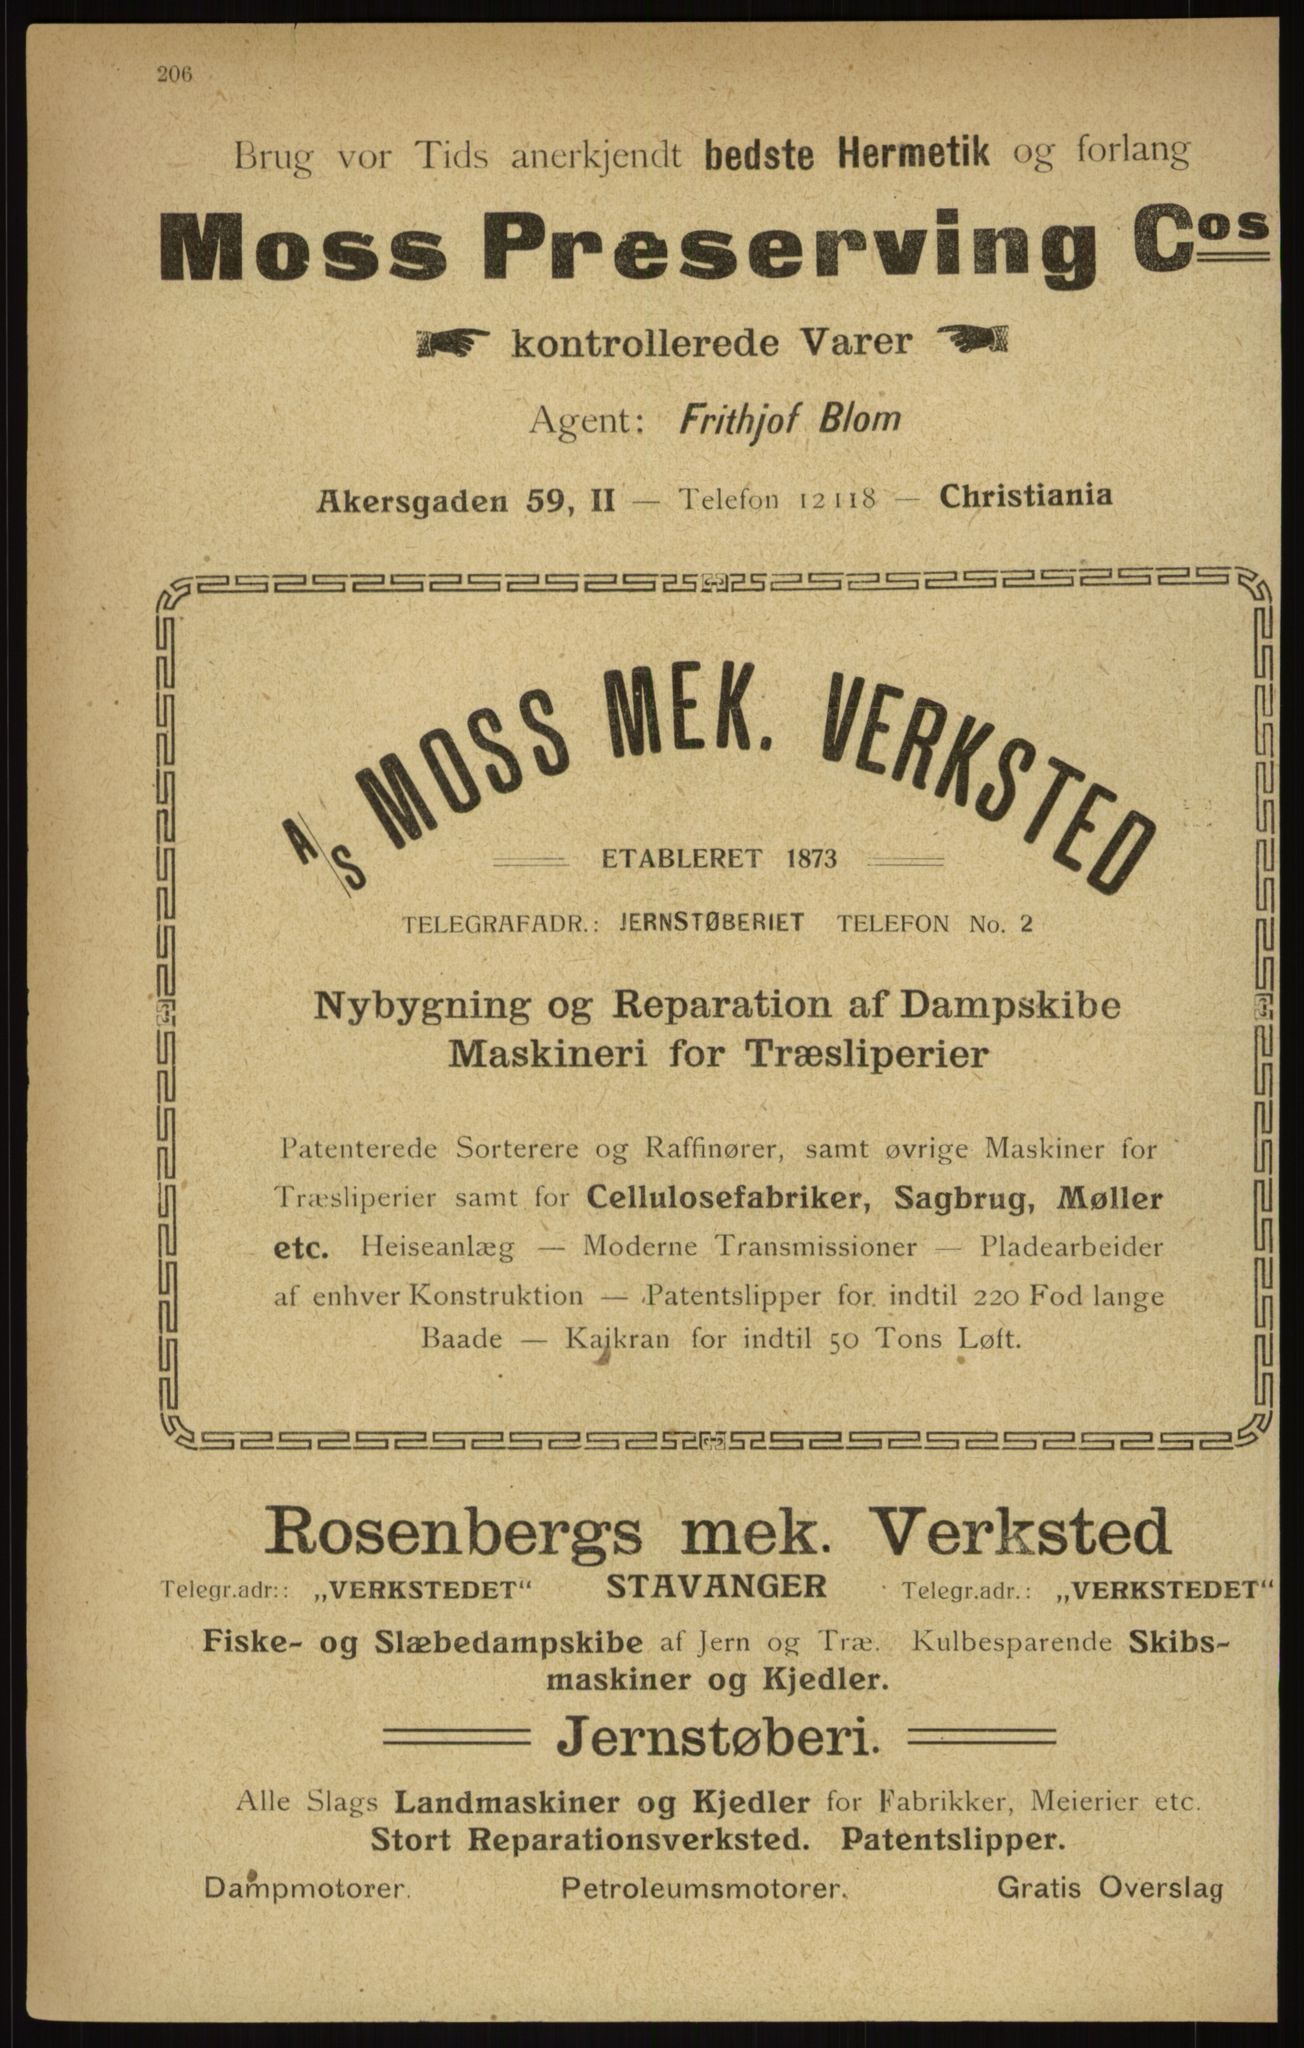 206
Brug vor Tids anerkjendt bedste Hermetik og forlang
Moss Preserving Cos
kontrollerede Varer
Agent: Frithjof Blom
Akersgaden 59, II — Telefon 12118 — Christiania
A/S MOSS MEK. VERKSTED
ETABLERET 1873
TELEGRAFADR.: JERNSTØBERIET TELEFON No. 2
Nybygning og Reparation af Dampskibe
Maskineri for Træsliperier
Patenterede Sorterere og Raffinører, samt øvrige Maskiner for
Træsliperier samt for Cellulosefabriker, Sagbrug, Møller
etc. Heiseanlæg — Moderne Transmissioner — Pladearbeider
af enhver Konstruktion — Patentslipper for indtil 220 Fod lange
Baade — Kajkran for indtil 50 Tons Løft.
Rosenbergs mek. Verksted
Telegr.adr.: „VERKSTEDET“ STAVANGER Telegr.adr.: „VERKSTEDET“
Fiske- og Slæbedampskibe af Jern og Træ. Kulbesparende Skibs-
maskiner og Kjedler.
Jernstøberi.
Alle Slags Landmaskiner og Kjedler for Fabrikker, Meierier etc.
Stort Reparationsverksted. Patentslipper.
Dampmotorer. Petroleumsmotorer. Gratis Overslag